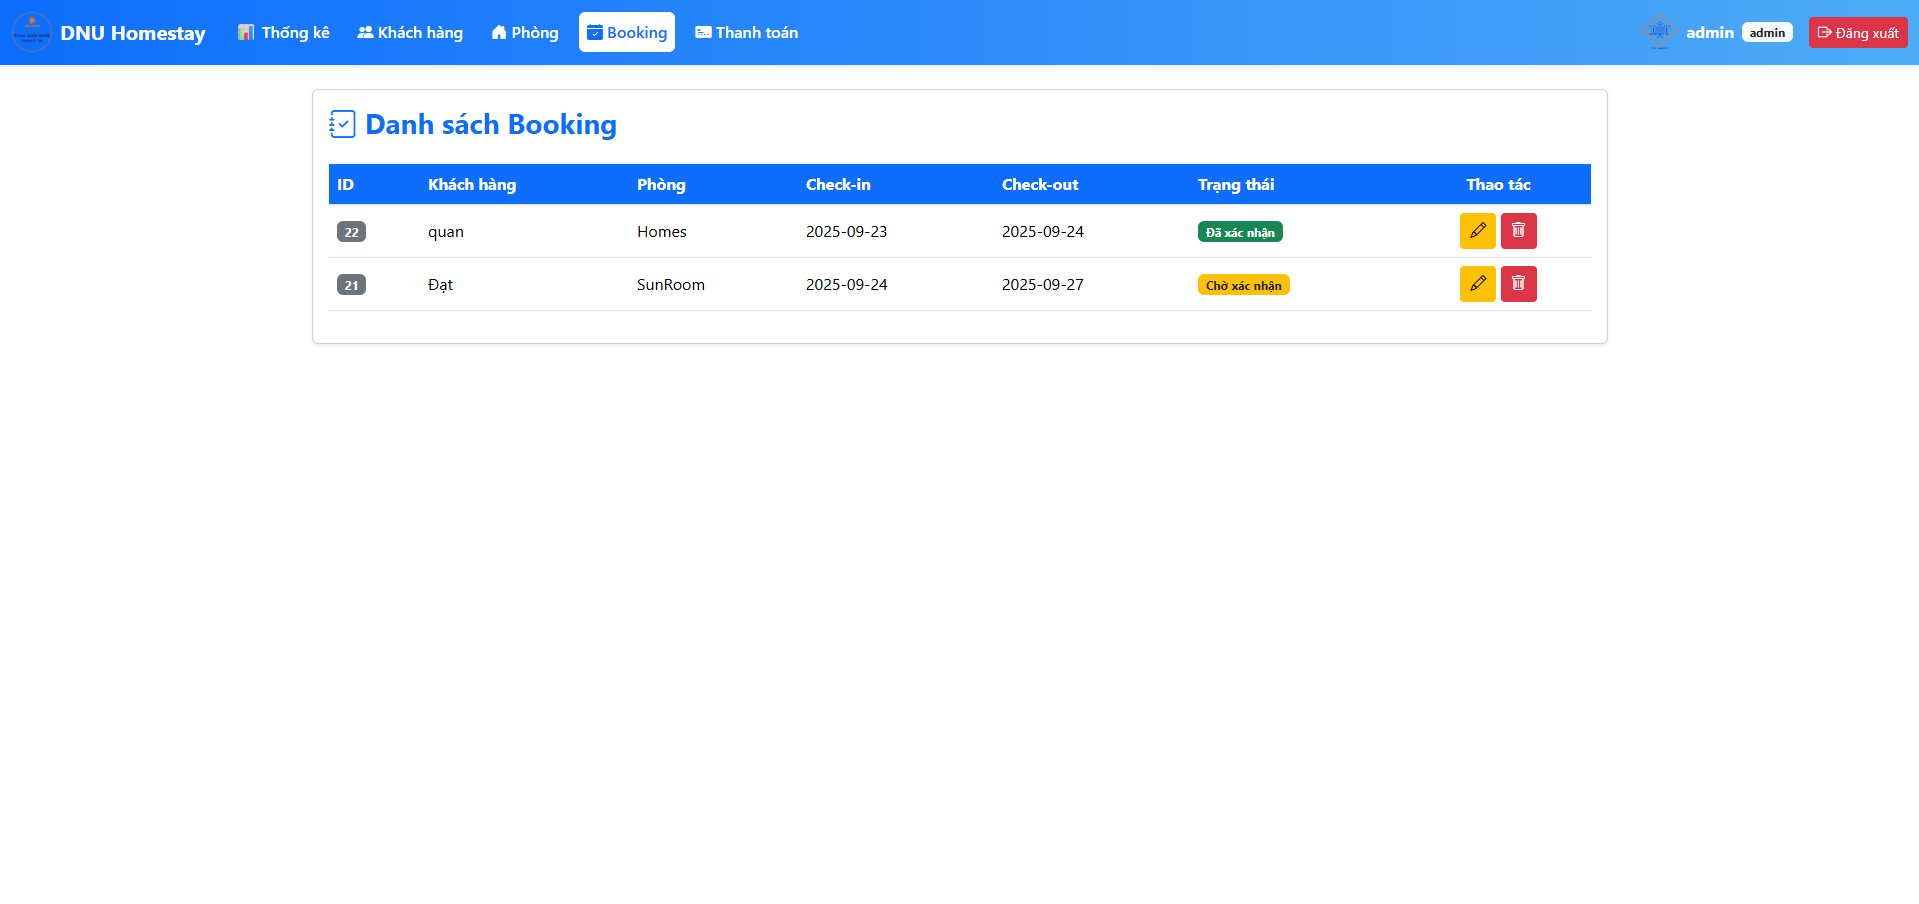 DNU Homestay Thống kê Khách hàng Phòng Booking Thanh toán admin admin Đăng xuất
Danh sách Booking
ID Khách hàng Phòng Check-in Check-out Trạng thái Thao tác
22 quan Homes 2025-09-23 2025-09-24 Đã xác nhận
21 Đạt SunRoom 2025-09-24 2025-09-27 Chờ xác nhận